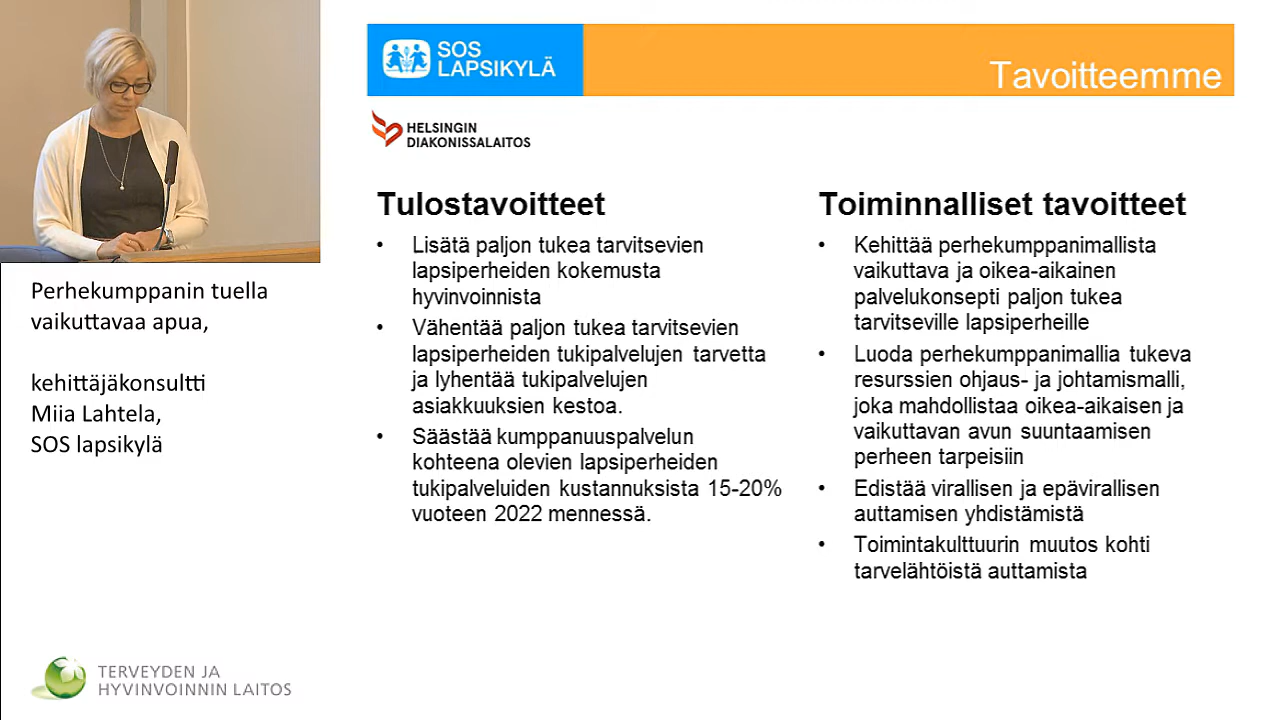 SOS
LAPSIKYLÄ
Tavoitteemme
HELSINGIN
DIAKONISSALAITOS
Tulostavoitteet
• Lisätä paljon tukea tarvitsevien
lapsiperheiden kokemusta
hyvinvoinnista
• Vähentää paljon tukea tarvitsevien
lapsiperheiden tukipalvelujen tarvetta
ja lyhentää tukipalvelujen
asiakkuuksien kestoa.
• Säästää kumppanuuspalvelun
kohteena olevien lapsiperheiden
tukipalveluiden kustannuksista 15-20%
vuoteen 2022 mennessä.
Toiminnalliset tavoitteet
• Kehittää perhekumppanimallista
vaikuttava ja oikea-aikainen
palvelukonsepti paljon tukea
tarvitseville lapsiperheille
• Luoda perhekumppanimallia tukeva
resurssien ohjaus- ja johtamismalli,
joka mahdollistaa oikea-aikaisen ja
vaikuttavan avun suuntaamisen
perheen tarpeisiin
• Edistää virallisen ja epävirallisen
auttamisen yhdistämistä
• Toimintakulttuurin muutos kohti
tarvelähtöistä auttamista
Perhekumppanin tuella
vaikuttavaa apua,
kehittäjäkonsultti
Miia Lahtela,
SOS lapsikylä
TERVEYDEN JA
HYVINVOINNIN LAITOS